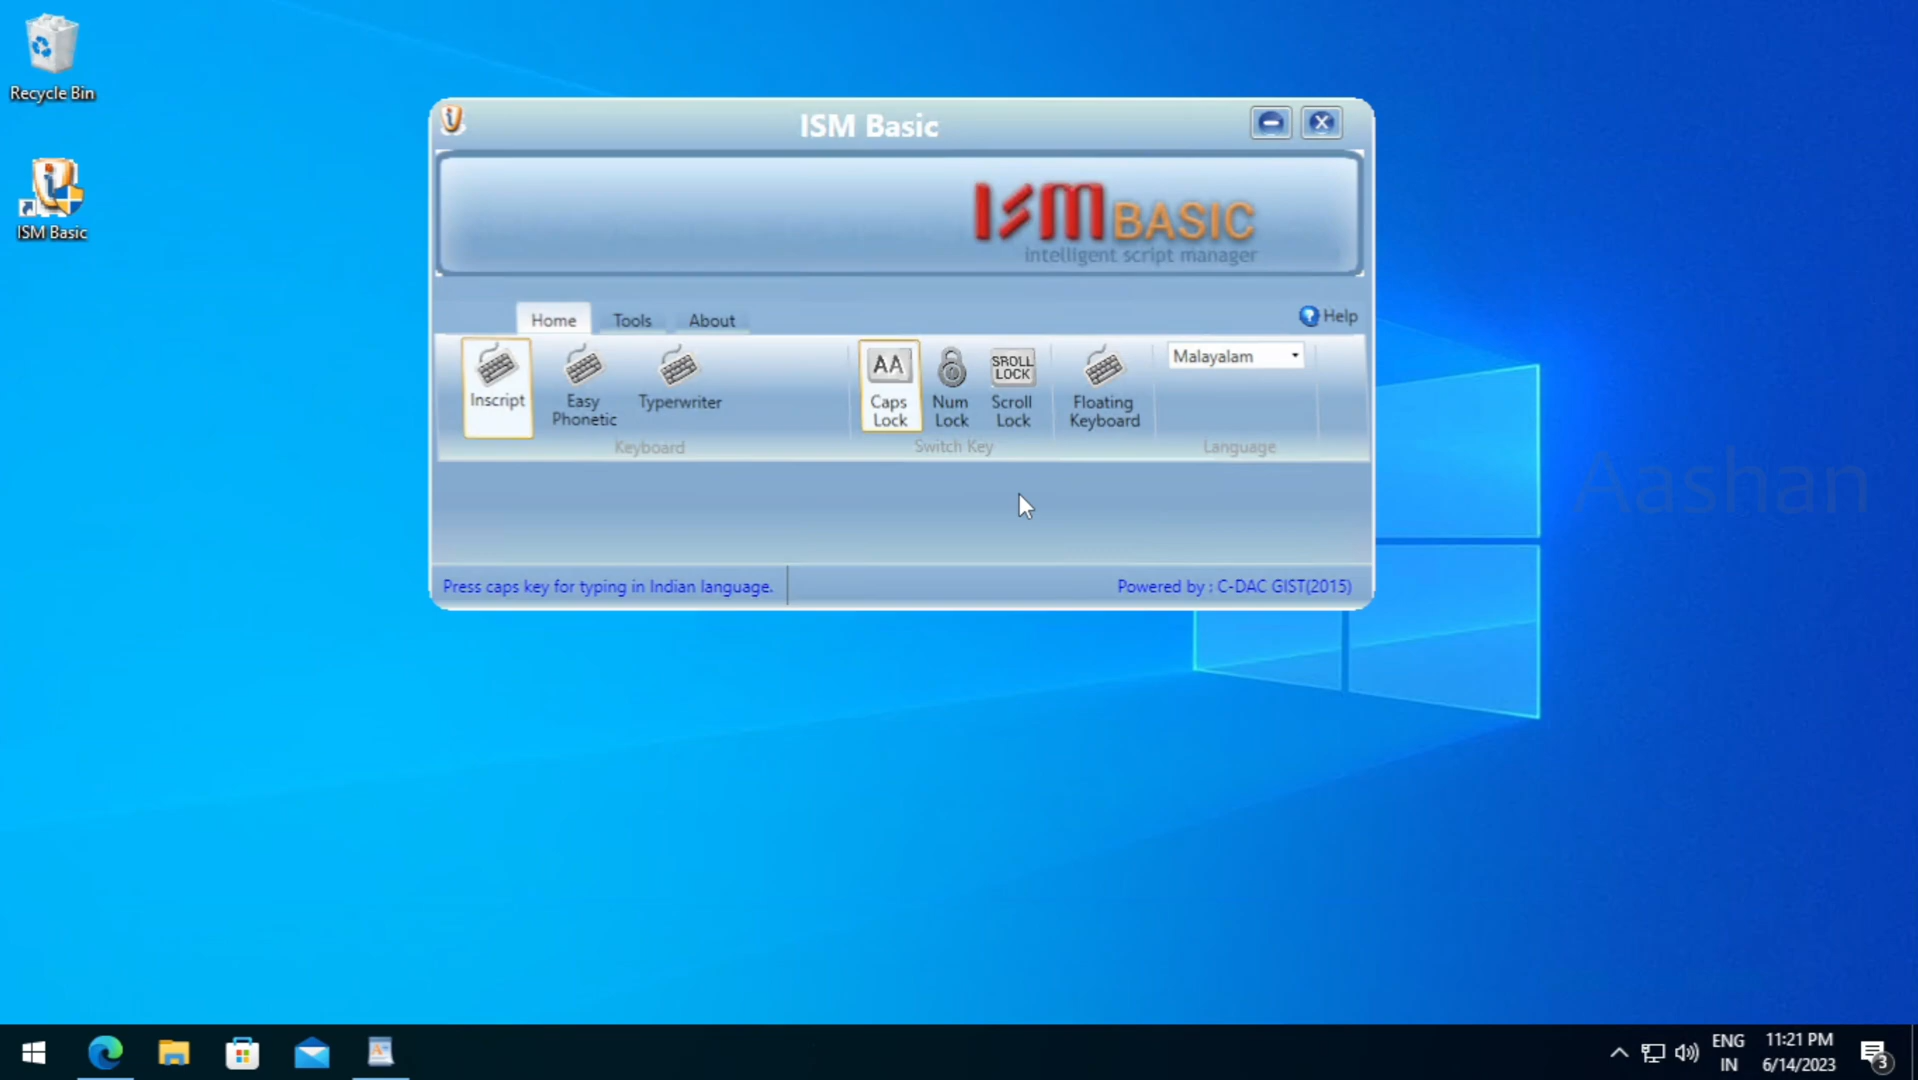 Recycle Bin
ISM Basic
ISM Basic
ISM BASIC
intelligent script manager
Home Tools About Help
Inscript
Easy
Phonetic
Typerwriter
AA
Caps
Lock
Num
Lock
SROLL
LOCK
Scroll
Lock
Floating
Keyboard
Malayalam
Keyboard Switch Key Language
Press caps key for typing in Indian language. Powered by : C-DAC GIST(2015)
Aashan
ENG
IN
11:21 PM
6/14/2023
3